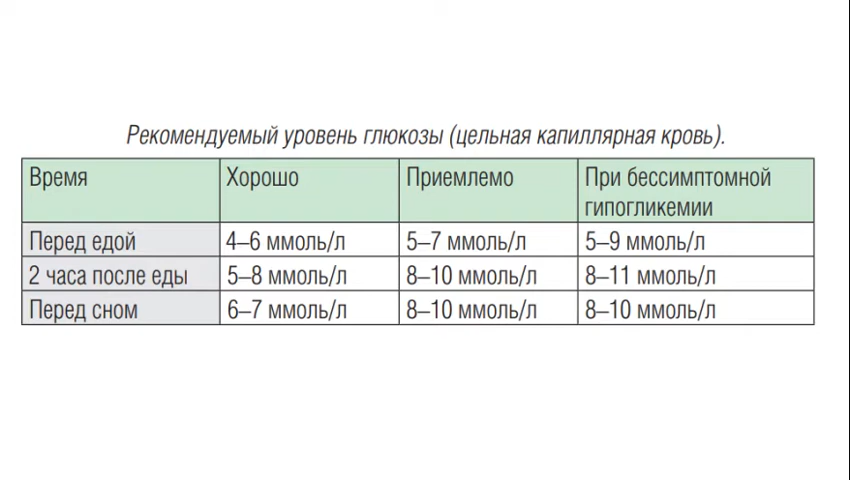 Рекомендуемый уровень глюкозы (цельная капиллярная кровь).
Время Хорошо Приемлемо При бессимптомной гипогликемии
Перед едой 4–6 ммоль/л 5–7 ммоль/л 5–9 ммоль/л
2 часа после еды 5–8 ммоль/л 8–10 ммоль/л 8–11 ммоль/л
Перед сном 6–7 ммоль/л 8–10 ммоль/л 8–10 ммоль/л